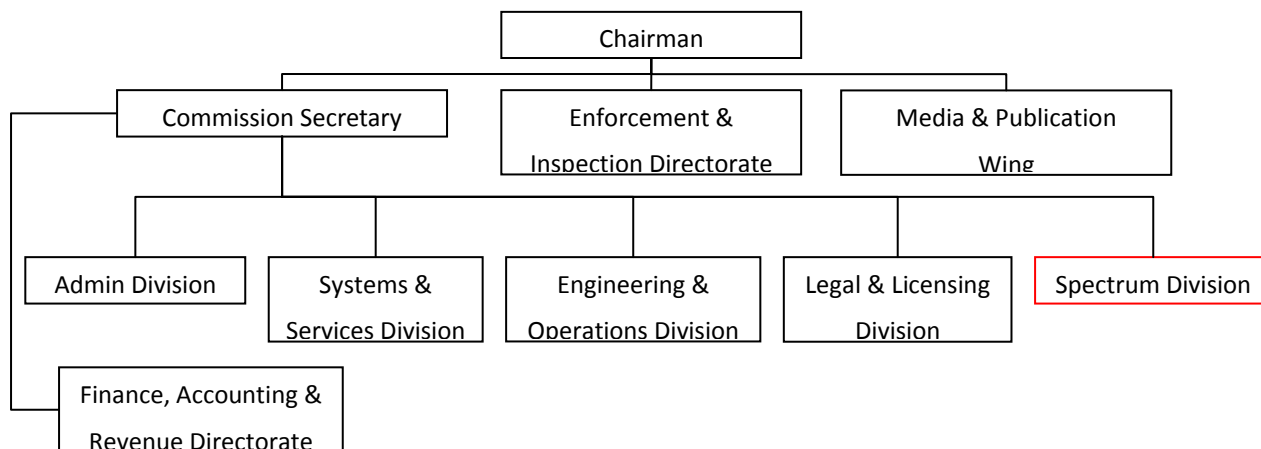 Chairman
Commission Secretary
Enforcement &
Inspection Directorate
Media & Publication
Wing
Admin Division
Systems &
Services Division
Engineering &
Operations Division
Legal & Licensing
Division
Spectrum Division
Finance, Accounting &
Revenue Directorate